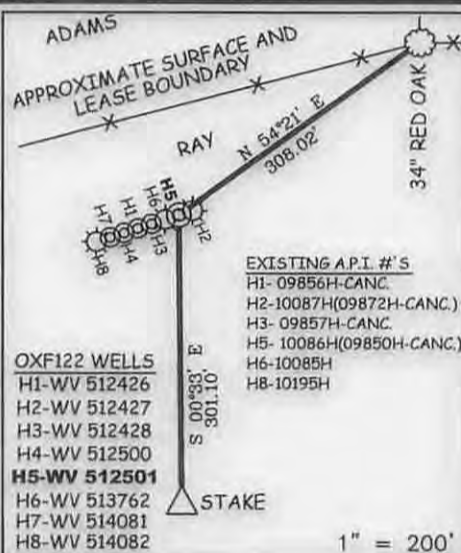 ADAMS
APPROXIMATE SURFACE AND
LEASE BOUNDARY
RAY
N 54°21' E
308.02'
34" RED OAK
H7
H1
H6
H5
H8
H4
H3
H2
EXISTING A.P.I. #'S
H1- 09856H-CANC.
H2-10087H(09872H-CANC.)
H3- 09857H-CANC.
H5- 10086H(09850H-CANC.)
H6-10085H
H8-10195H
OXF122 WELLS
H1-WV 512426
H2-WV 512427
H3-WV 512428
H4-WV 512500
H5-WV 512501
H6-WV 513762
H7-WV 514081
H8-WV 514082
S 00°33' E
301.10'
STAKE
1" = 200'